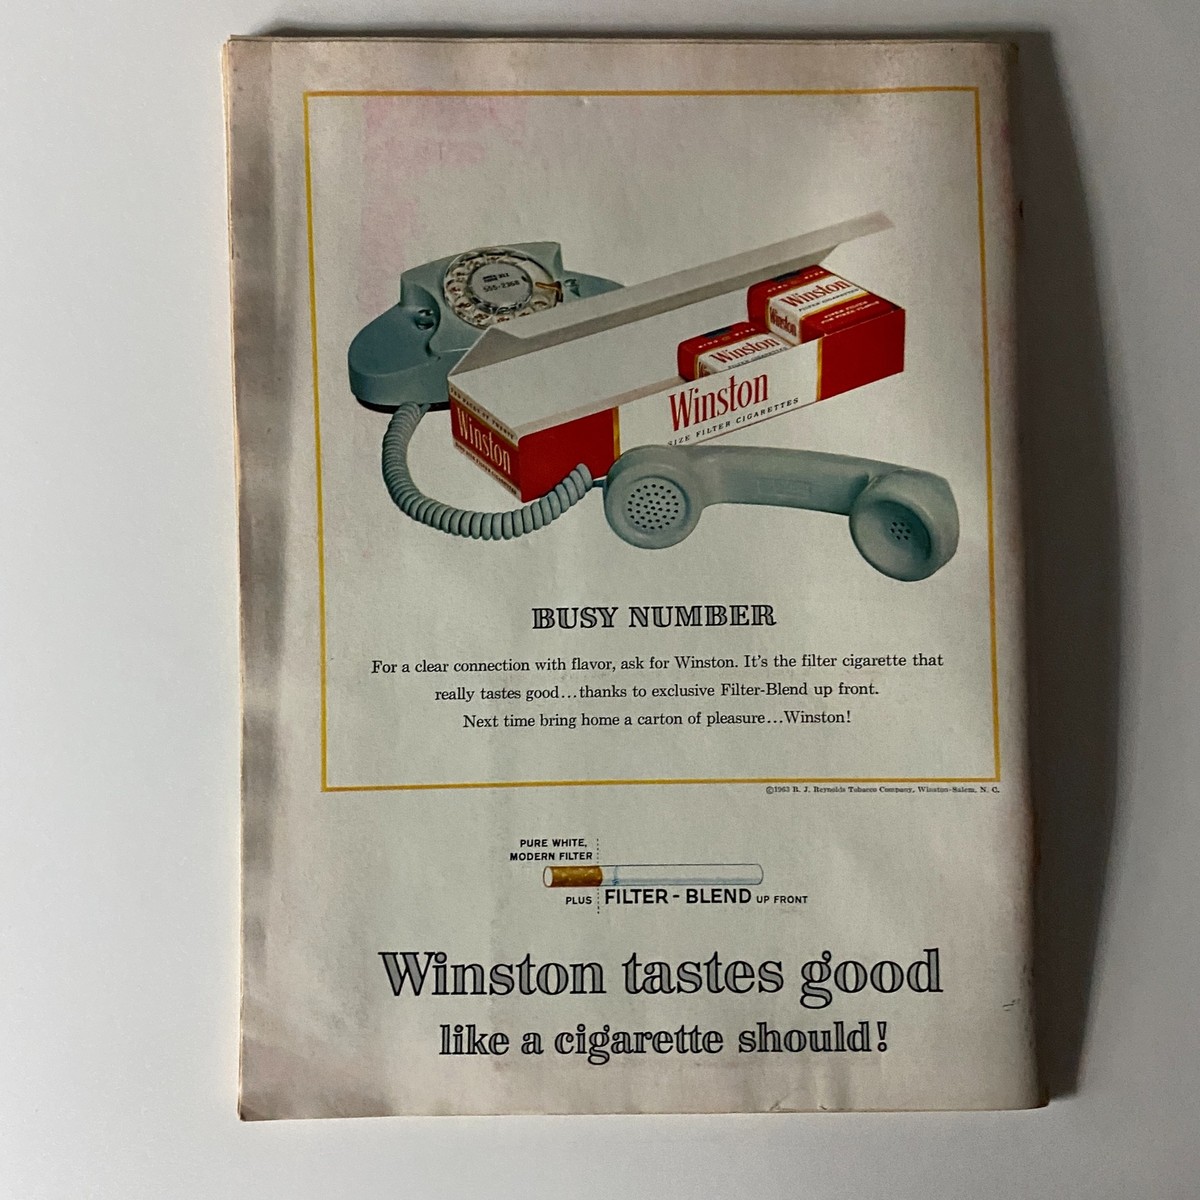 555-2368
Winston
FILTER CIGARETTES
Winston
Winston
Winston
SIZE FILTER CIGARETTES
Winston
BUSY NUMBER
For a clear connection with flavor, ask for Winston. It's the filter cigarette that
really tastes good...thanks to exclusive Filter-Blend up front.
Next time bring home a carton of pleasure...Winston!
©1963 R. J. Reynolds Tobacco Company, Winston-Salem, N. C.
PURE WHITE,
MODERN FILTER
PLUS FILTER - BLEND UP FRONT
Winston tastes good
like a cigarette should!